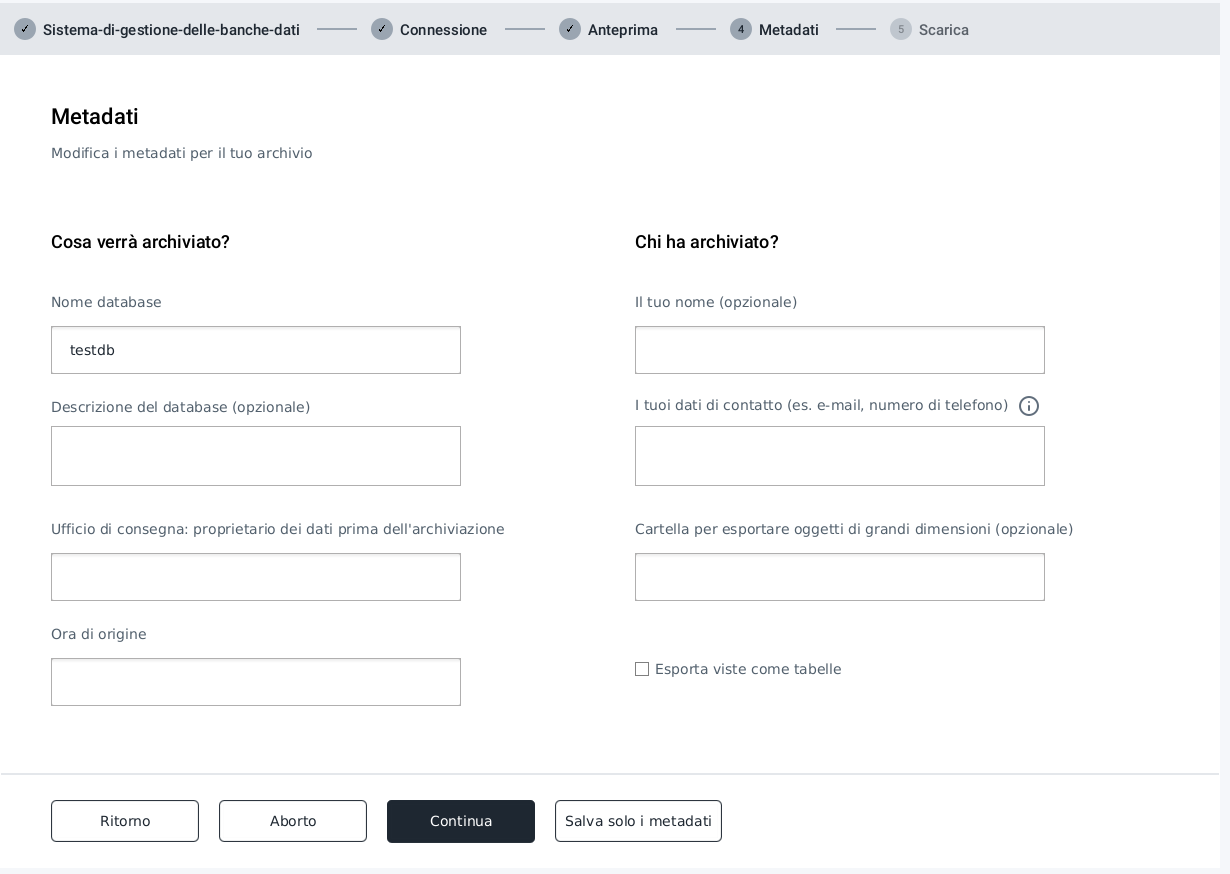 ✓ Sistema-di-gestione-delle-banche-dati ✓ Connessione ✓ Anteprima 4 Metadati 5 Scarica
Metadati
Modifica i metadati per il tuo archivio
Cosa verrà archiviato?
Nome database
testdb
Descrizione del database (opzionale)
Ufficio di consegna: proprietario dei dati prima dell'archiviazione
Ora di origine
Chi ha archiviato?
Il tuo nome (opzionale)
I tuoi dati di contatto (es. e-mail, numero di telefono)
Cartella per esportare oggetti di grandi dimensioni (opzionale)
Esporta viste come tabelle
Ritorno Aborto Continua Salva solo i metadati